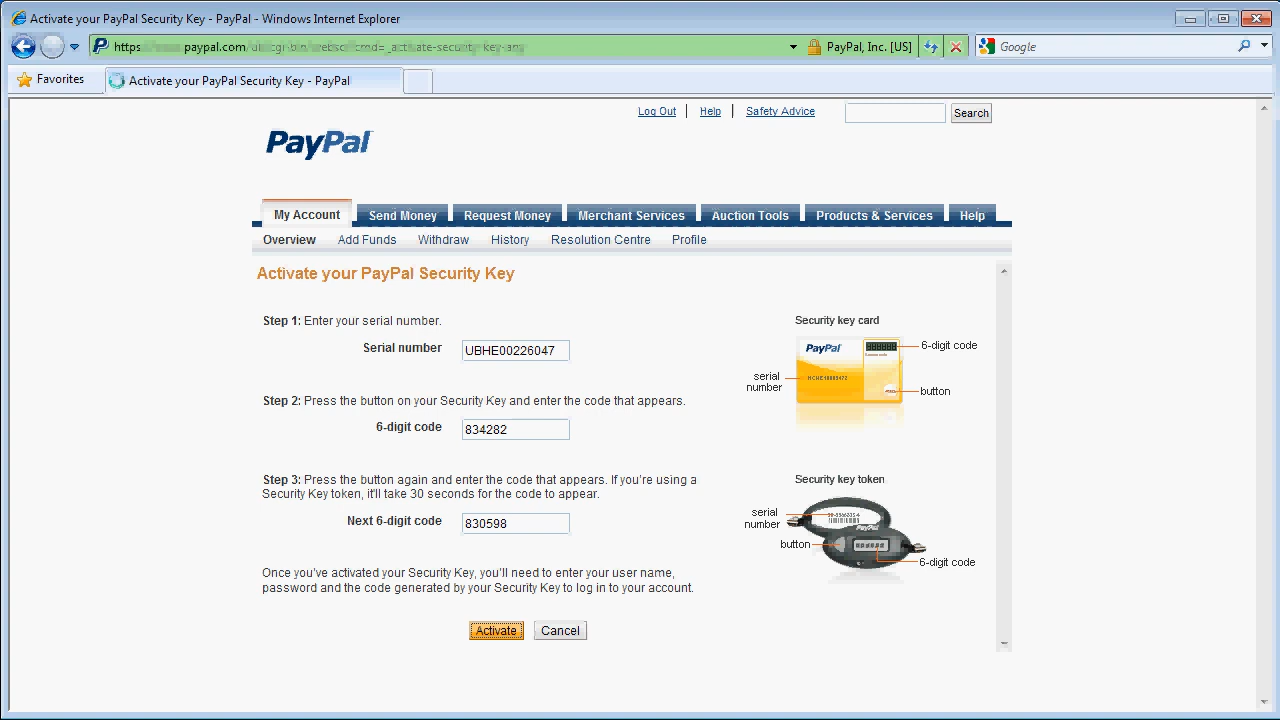 Activate your PayPal Security Key - PayPal - Windows Internet Explorer
https paypal.com PayPal, Inc. [US] Google
Favorites Activate your PayPal Security Key - PayPal
Log Out Help Safety Advice Search
PayPal
My Account Send Money Request Money Merchant Services Auction Tools Products & Services Help
Overview Add Funds Withdraw History Resolution Centre Profile
Activate your PayPal Security Key
Step 1: Enter your serial number.
Serial number UBHE00226047
Step 2: Press the button on your Security Key and enter the code that appears.
6-digit code 834282
Step 3: Press the button again and enter the code that appears. If you're using a
Security Key token, it'll take 30 seconds for the code to appear.
Next 6-digit code 830598
Once you've activated your Security Key, you'll need to enter your user name,
password and the code generated by your Security Key to log in to your account.
Activate Cancel
Security key card
PayPal
6-digit code
serial
number
button
Security key token
serial
number
PayPal
button
6-digit code